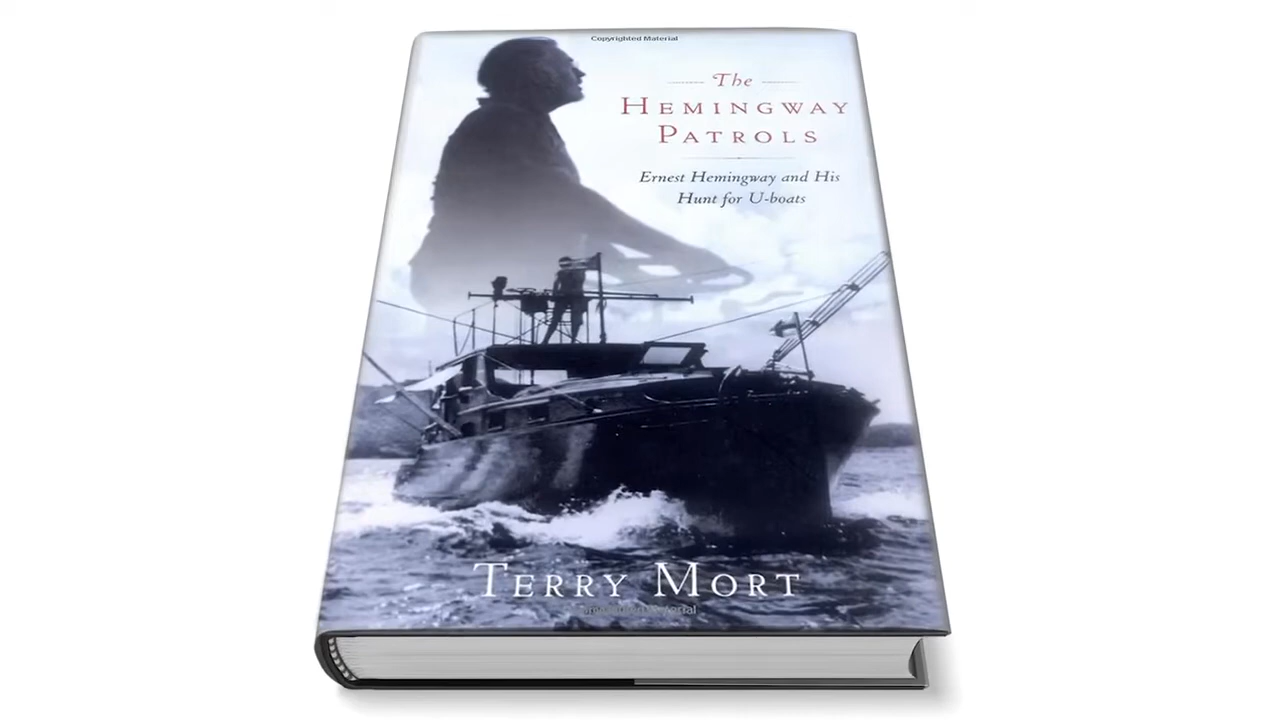 Copyrighted Material
The
HEMINGWAY
PATROLS
Ernest Hemingway and His
Hunt for U-boats
TERRY MORT